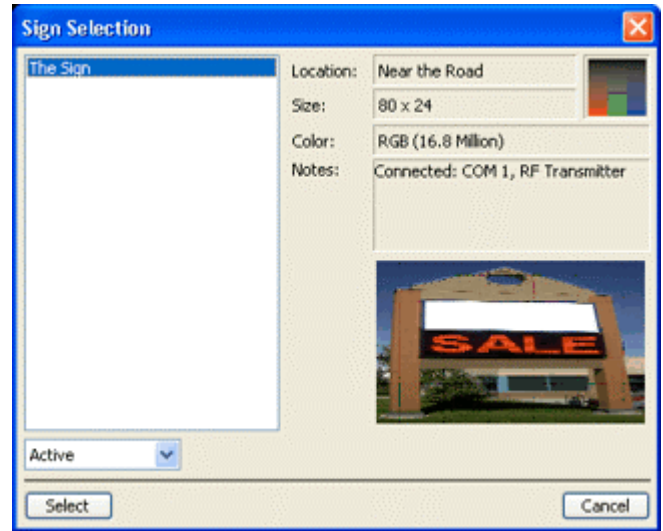 Sign Selection
The Sign
Location: Near the Road
Size: 80 x 24
Color: RGB (16.8 Million)
Notes: Connected: COM 1, RF Transmitter
SALE
Active
Select
Cancel